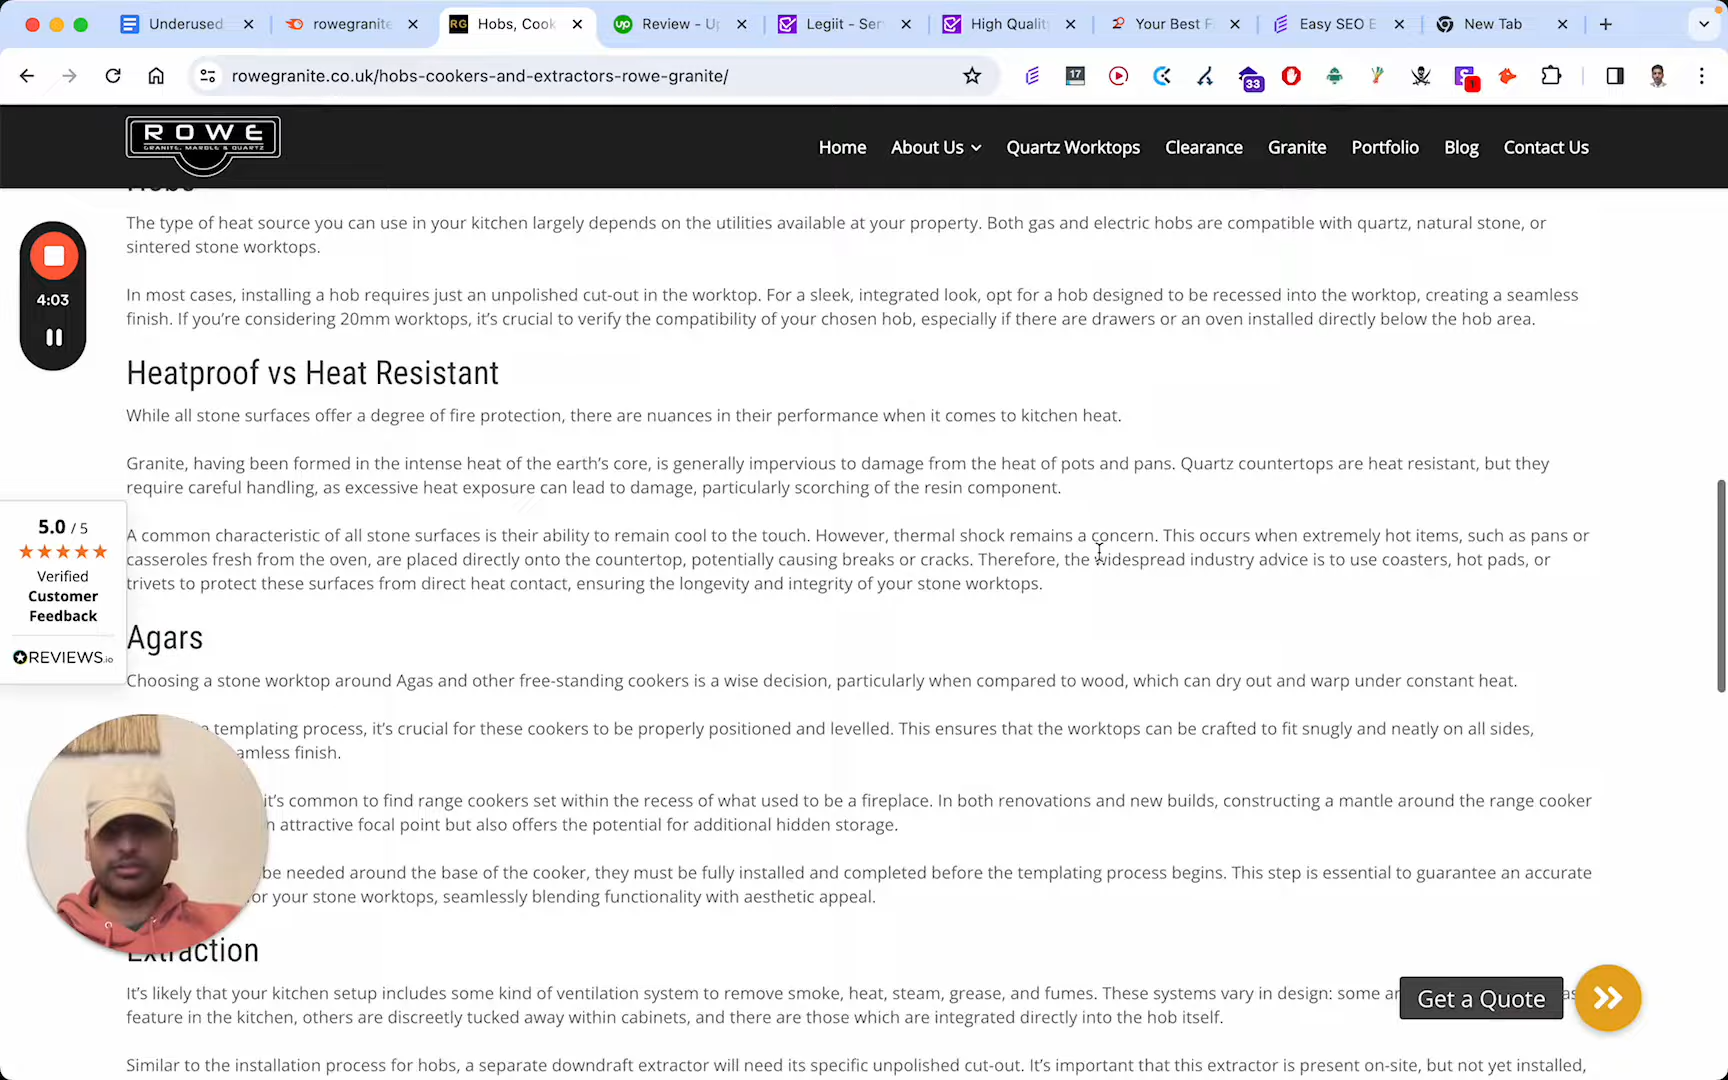 Underused
rowegranite
RG Hobs, Cook
up Review - Up
Legiit - Ser
High Qualit
Your Best F
Easy SEO E
New Tab
rowegranite.co.uk/hobs-cookers-and-extractors-rowe-granite/
17
33
1
ROWE
GRANITE, MARBLE & QUARTZ
Home About Us Quartz Worktops Clearance Granite Portfolio Blog Contact Us
Hobs
The type of heat source you can use in your kitchen largely depends on the utilities available at your property. Both gas and electric hobs are compatible with quartz, natural stone, or
sintered stone worktops.
4:03
In most cases, installing a hob requires just an unpolished cut-out in the worktop. For a sleek, integrated look, opt for a hob designed to be recessed into the worktop, creating a seamless
finish. If you’re considering 20mm worktops, it’s crucial to verify the compatibility of your chosen hob, especially if there are drawers or an oven installed directly below the hob area.
Heatproof vs Heat Resistant
While all stone surfaces offer a degree of fire protection, there are nuances in their performance when it comes to kitchen heat.
Granite, having been formed in the intense heat of the earth’s core, is generally impervious to damage from the heat of pots and pans. Quartz countertops are heat resistant, but they
require careful handling, as excessive heat exposure can lead to damage, particularly scorching of the resin component.
A common characteristic of all stone surfaces is their ability to remain cool to the touch. However, thermal shock remains a concern. This occurs when extremely hot items, such as pans or
casseroles fresh from the oven, are placed directly onto the countertop, potentially causing breaks or cracks. Therefore, the widespread industry advice is to use coasters, hot pads, or
trivets to protect these surfaces from direct heat contact, ensuring the longevity and integrity of your stone worktops.
5.0 / 5
Verified
Customer
Feedback
REVIEWS.io
Agars
Choosing a stone worktop around Agas and other free-standing cookers is a wise decision, particularly when compared to wood, which can dry out and warp under constant heat.
templating process, it’s crucial for these cookers to be properly positioned and levelled. This ensures that the worktops can be crafted to fit snugly and neatly on all sides,
amless finish.
it’s common to find range cookers set within the recess of what used to be a fireplace. In both renovations and new builds, constructing a mantle around the range cooker
n attractive focal point but also offers the potential for additional hidden storage.
be needed around the base of the cooker, they must be fully installed and completed before the templating process begins. This step is essential to guarantee an accurate
or your stone worktops, seamlessly blending functionality with aesthetic appeal.
Extraction
It’s likely that your kitchen setup includes some kind of ventilation system to remove smoke, heat, steam, grease, and fumes. These systems vary in design: some ar
feature in the kitchen, others are discreetly tucked away within cabinets, and there are those which are integrated directly into the hob itself.
Get a Quote
Similar to the installation process for hobs, a separate downdraft extractor will need its specific unpolished cut-out. It’s important that this extractor is present on-site, but not yet installed,